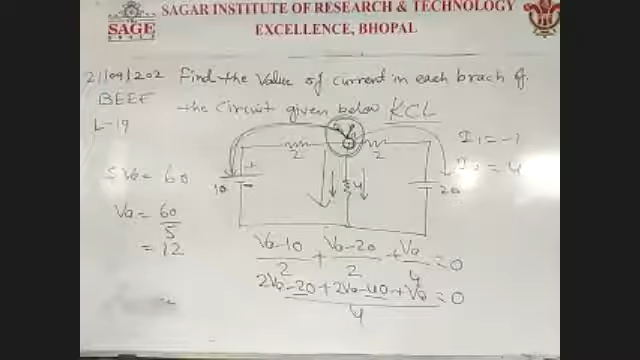 SAGE
SAGAR INSTITUTE OF RESEARCH & TECHNOLOGY
EXCELLENCE, BHOPAL
21/09/202 Find the Value of current in each brach of
BEEE the Circuit given below KCL
L-19
2 2
I1 = -1
I2 = 4
5Va = 60
10 + - 4 20
Va = 60/5
= 12
Va-10/2 + Va-20/2 + Va/4 = 0
2Va-20+2Va-40+Va/4 = 0